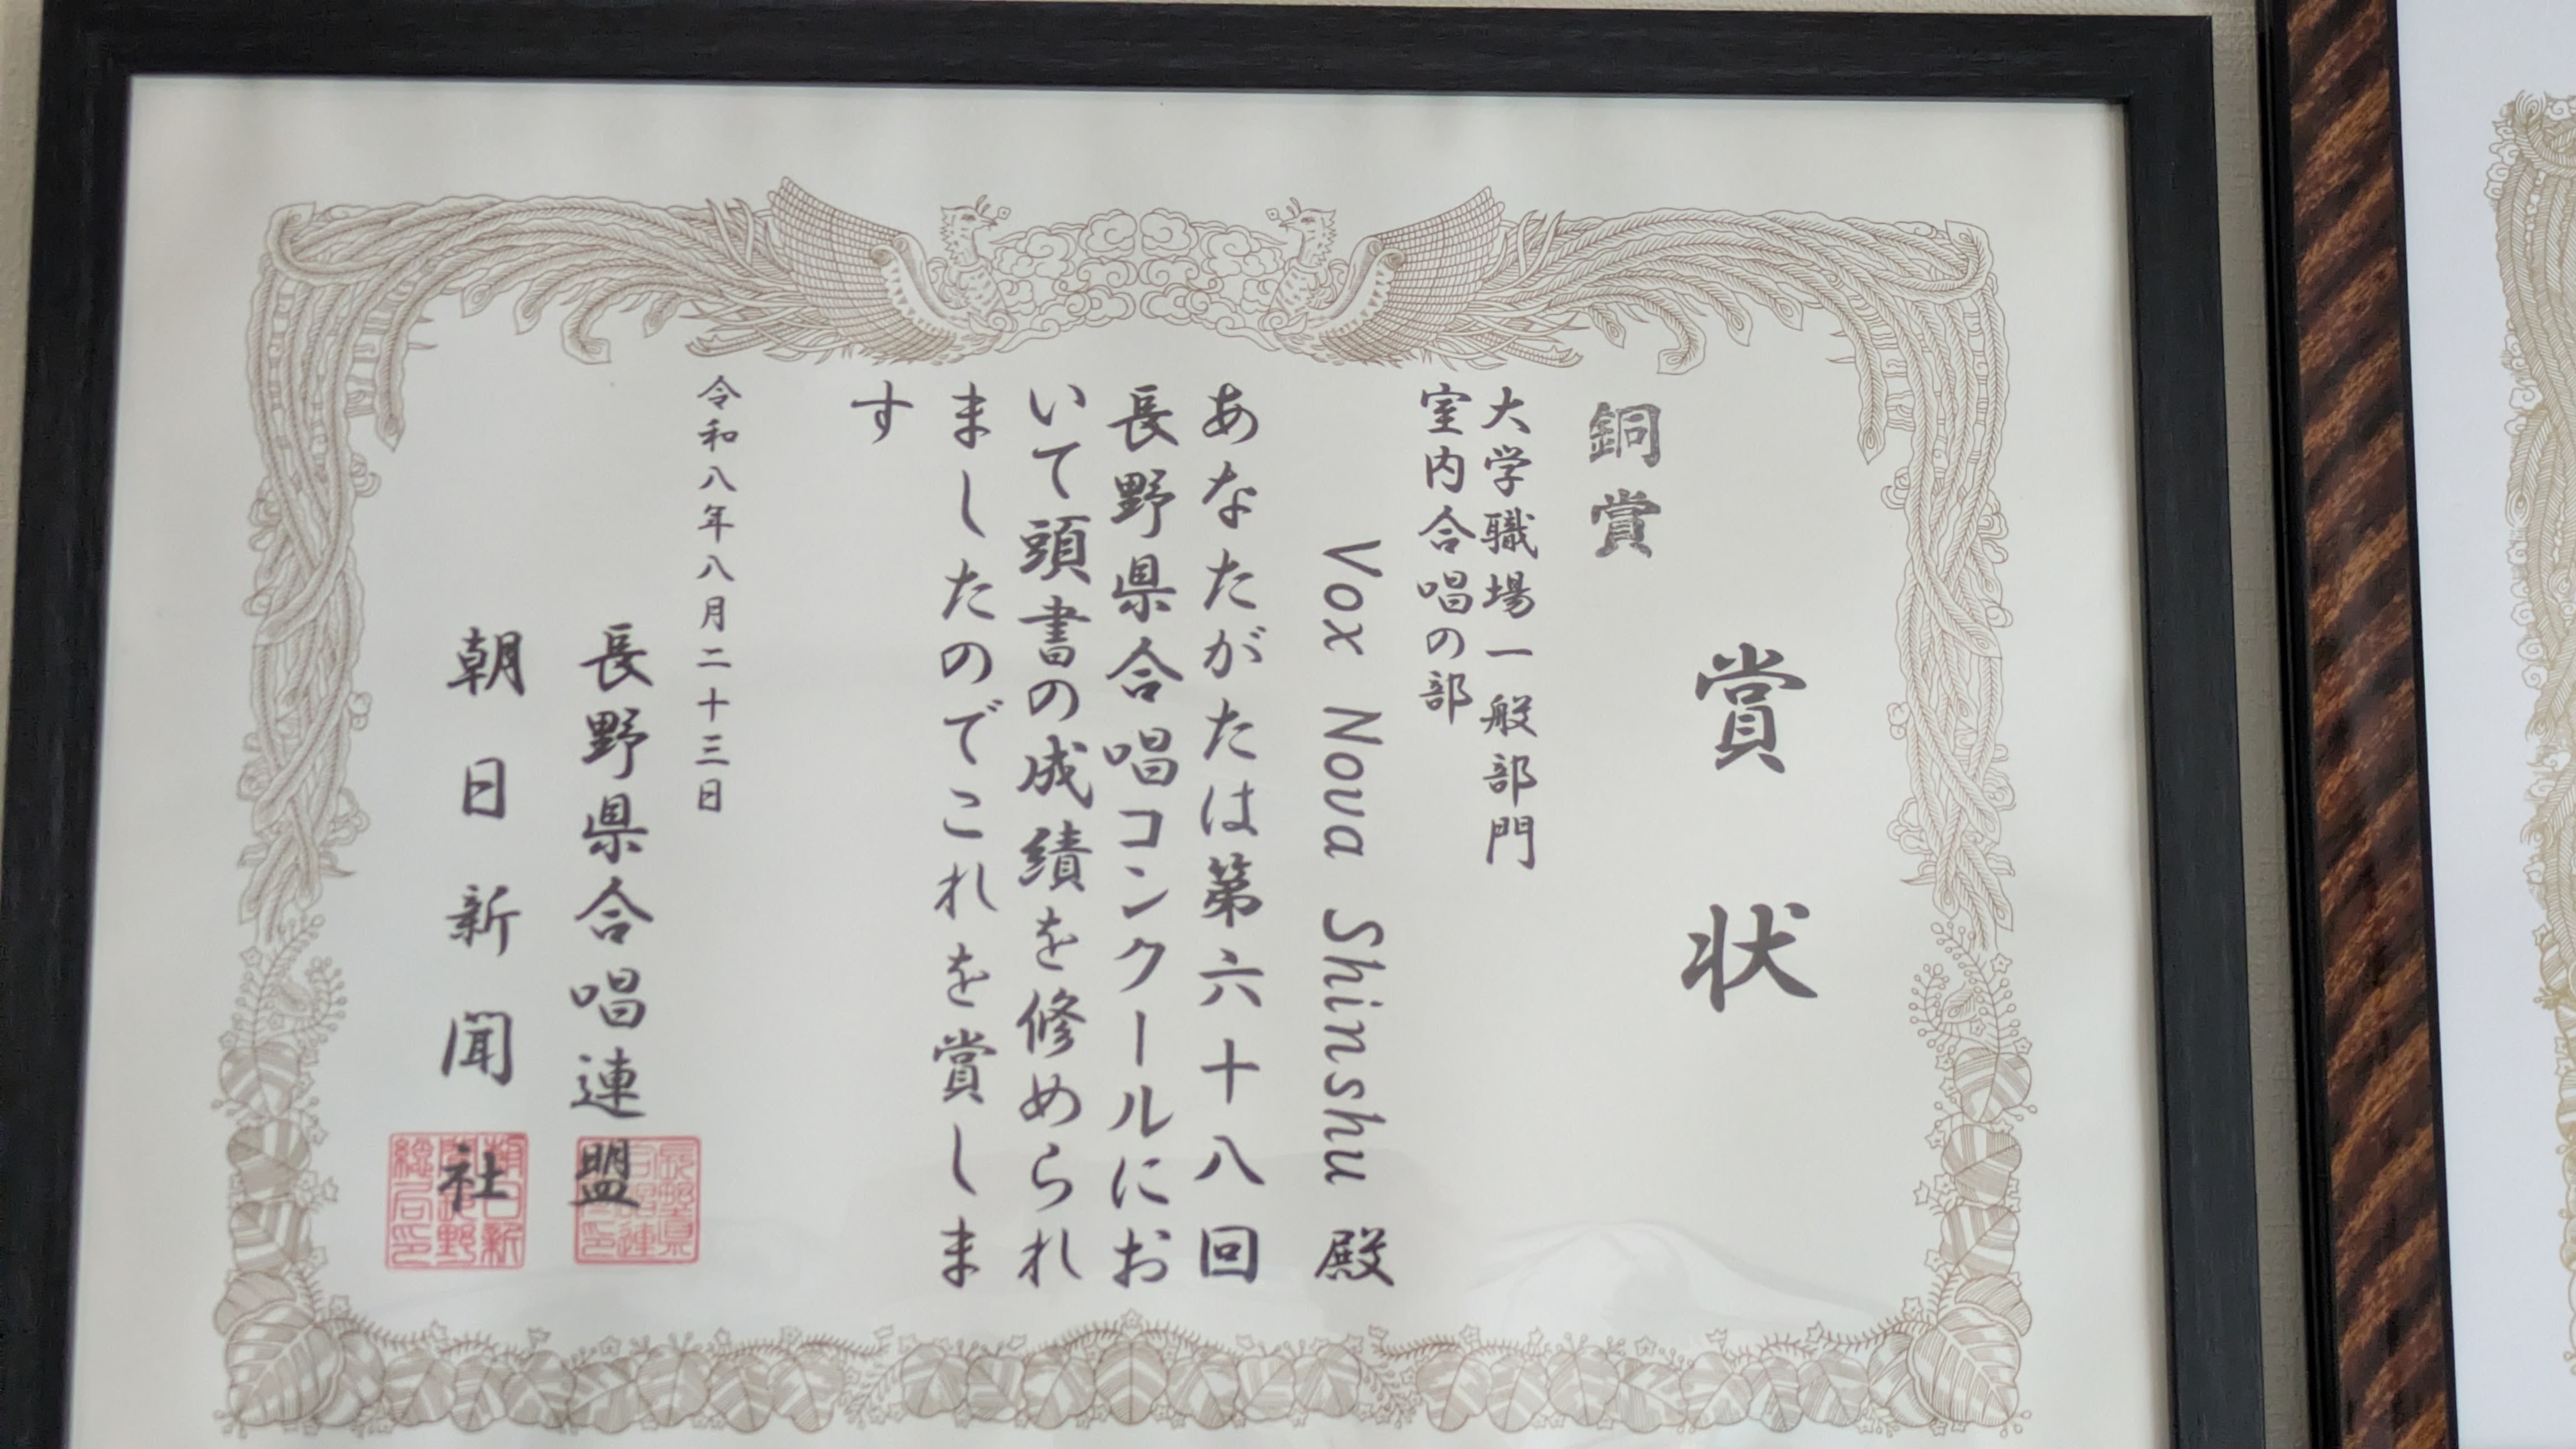 賞状
銅賞
大学職場一般部門
室内合唱の部
Vox Nova Shinshu 殿
あなたがたは第六十八回
長野県合唱コンクールにお
いて頭書の成績を修められ
ましたのでこれを賞しま
す
令和八年八月二十三日
長野県合唱連盟
朝日新聞社